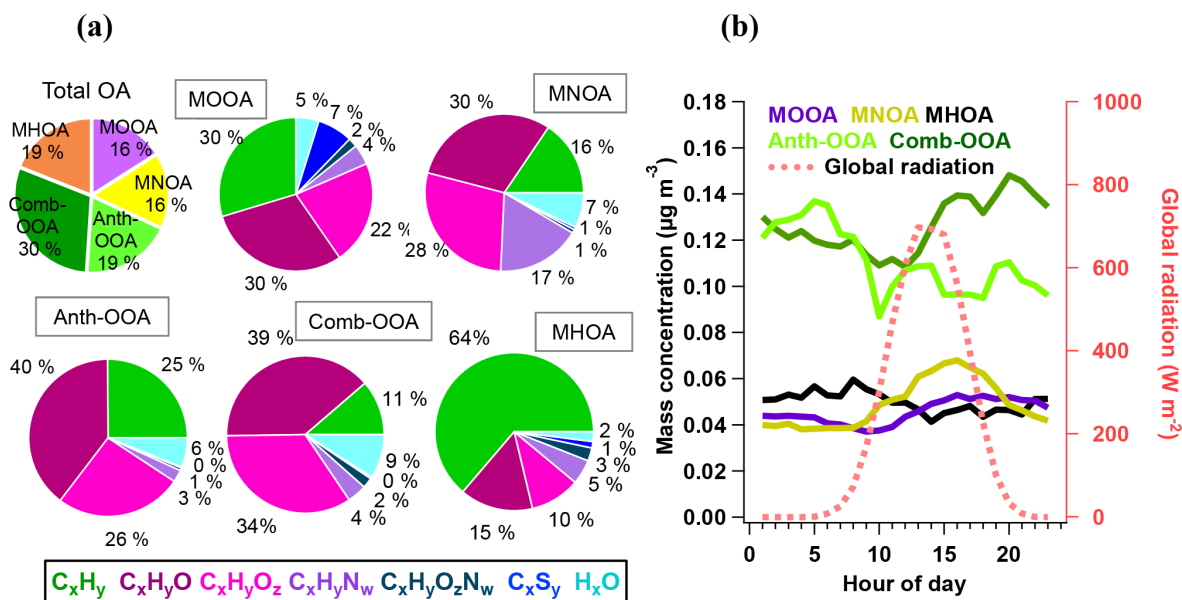 (a)
Total OA
MHOA
19 %
MOOA
16 %
MNOA
16 %
Comb-
OOA
30 %
Anth-
OOA
19 %
MOOA
5 %
7 %
2 %
4 %
22 %
30 %
30 %
MNOA
30 %
16 %
7 %
1 %
1 %
17 %
28 %
Anth-OOA
40 %
25 %
6 %
0 %
1 %
3 %
26 %
Comb-OOA
39 %
11 %
9 %
0 %
2 %
4 %
34%
MHOA
64%
2 %
1 %
3 %
5 %
10 %
15 %
CxHy CxHyO CxHyOz CxHyNw CxHyOzNw CxSy HxO
(b)
MOOA MNOA MHOA
Anth-OOA Comb-OOA
Global radiation
Mass concentration (µg m-3)
0.18
0.16
0.14
0.12
0.10
0.08
0.06
0.04
0.02
0.00
0 5 10 15 20
Hour of day
1000
800
600
400
200
0
Global radiation (W m-2)